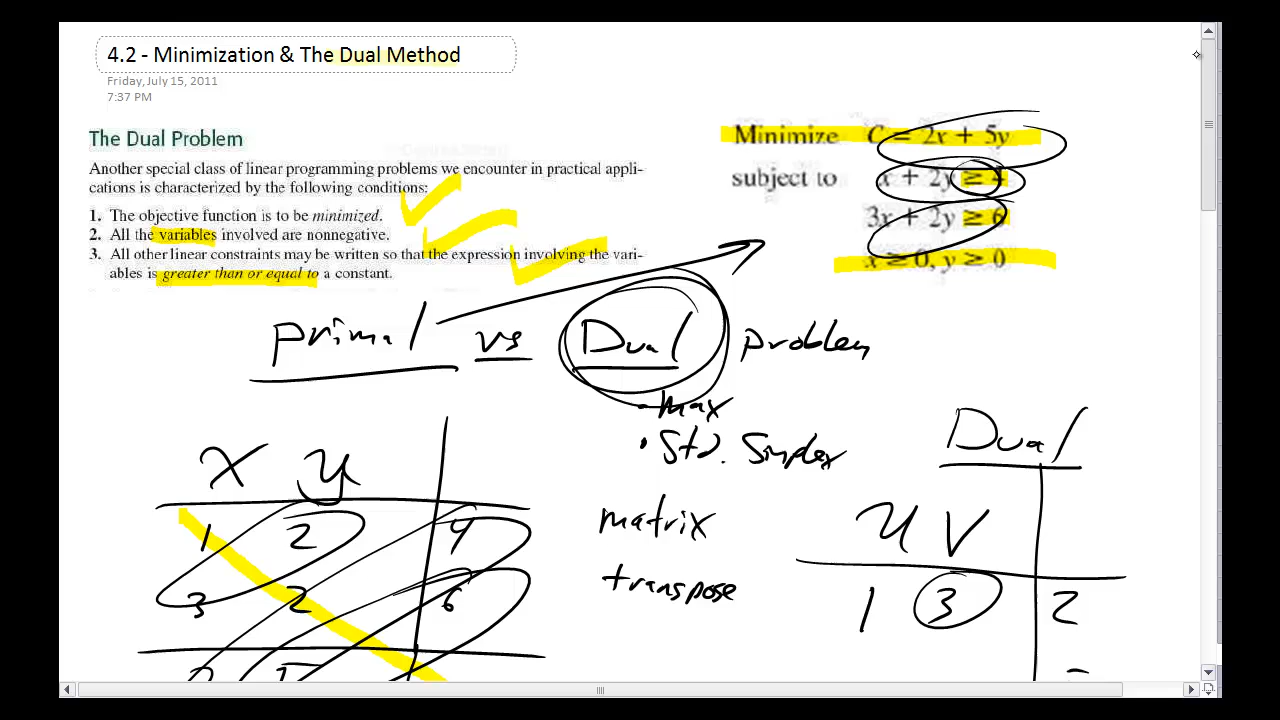 4.2 - Minimization & The Dual Method
Friday, July 15, 2011
7:37 PM
The Dual Problem
Another special class of linear programming problems we encounter in practical appli-
cations is characterized by the following conditions:
1. The objective function is to be minimized.
2. All the variables involved are nonnegative.
3. All other linear constraints may be written so that the expression involving the vari-
ables is greater than or equal to a constant.
Minimize C = 2x + 5y
subject to x + 2y ≥ 4
3x + 2y ≥ 6
x ≥ 0, y ≥ 0
primal vs Dual problem
• max
• Std. Simplex
matrix
transpose
x y
1 2 4
3 2 6
Dual
u v
1 3 2